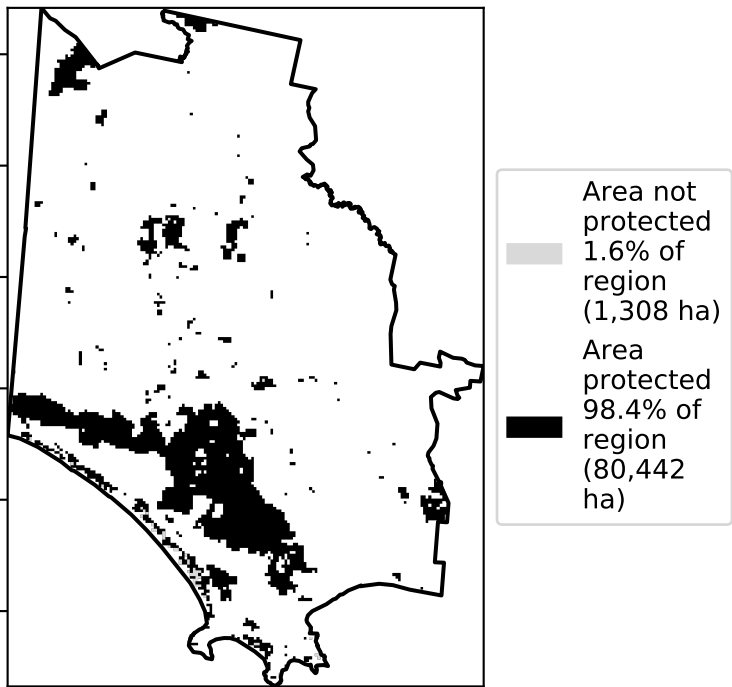 Area not
protected
1.6% of
region
(1,308 ha)
Area
protected
98.4% of
region
(80,442
ha)